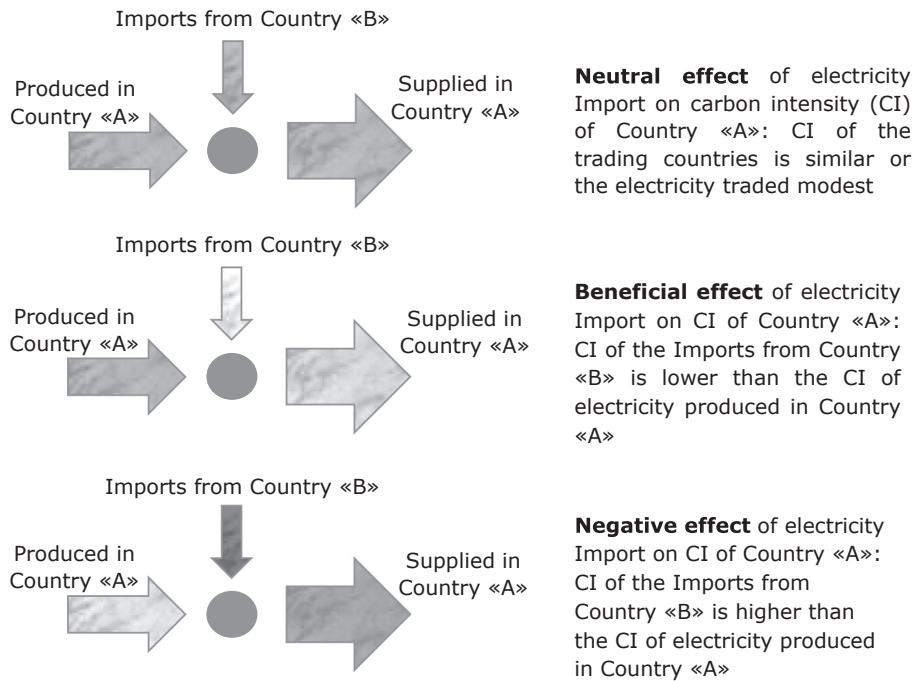 Imports from Country «B»
Produced in
Country «A»
Supplied in
Country «A»
Neutral effect of electricity
Import on carbon intensity (CI)
of Country «A»: CI of the
trading countries is similar or
the electricity traded modest
Imports from Country «B»
Produced in
Country «A»
Supplied in
Country «A»
Beneficial effect of electricity
Import on CI of Country «A»:
CI of the Imports from Country
«B» is lower than the CI of
electricity produced in Country
«A»
Imports from Country «B»
Produced in
Country «A»
Supplied in
Country «A»
Negative effect of electricity
Import on CI of Country «A»:
CI of the Imports from
Country «B» is higher than
the CI of electricity produced
in Country «A»